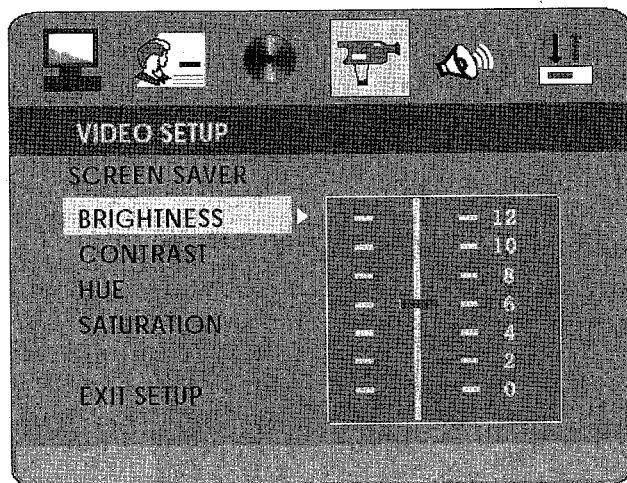 VIDEO SETUP
SCREEN SAVER
BRIGHTNESS
CONTRAST
HUE
SATURATION
EXIT SETUP
12
10
8
6
4
2
0